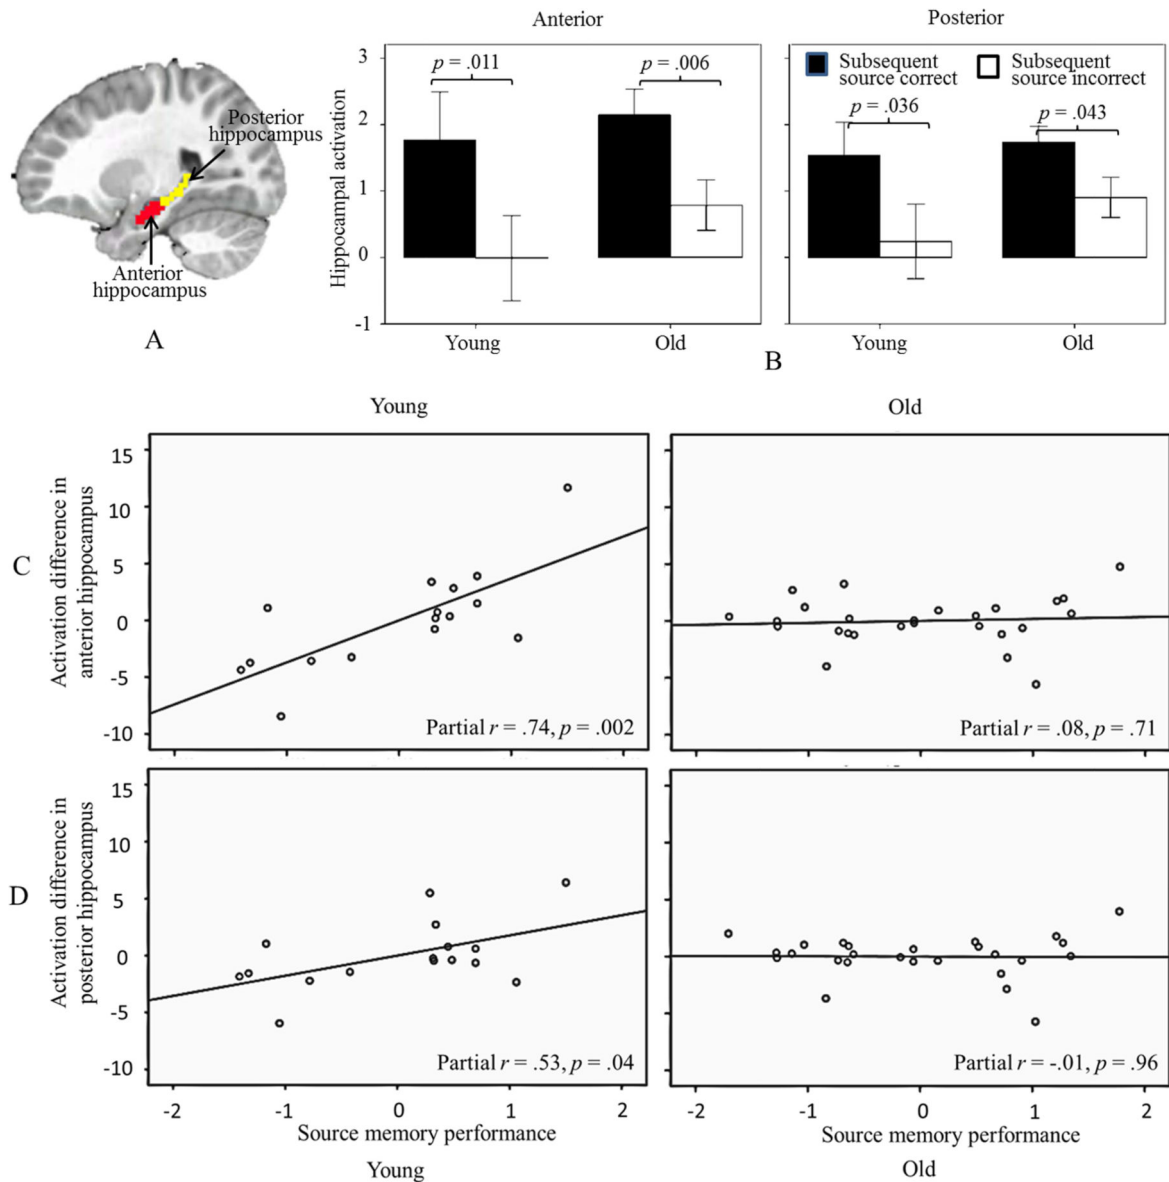 Anterior
Posterior
Posterior
hippocampus
Anterior
hippocampus
A
Hippocampal activation
3
2
1
0
-1
p = .011
p = .006
Young
Old
Subsequent
source correct
Subsequent
source incorrect
p = .036
p = .043
Young
Old
B
Young
Old
C
Activation difference in
anterior hippocampus
15
10
5
0
-5
-10
Partial r = .74, p = .002
Partial r = .08, p = .71
D
Activation difference in
posterior hippocampus
15
10
5
0
-5
-10
Partial r = .53, p = .04
Partial r = -.01, p = .96
-2 -1 0 1 2
-2 -1 0 1 2
Source memory performance
Source memory performance
Young
Old